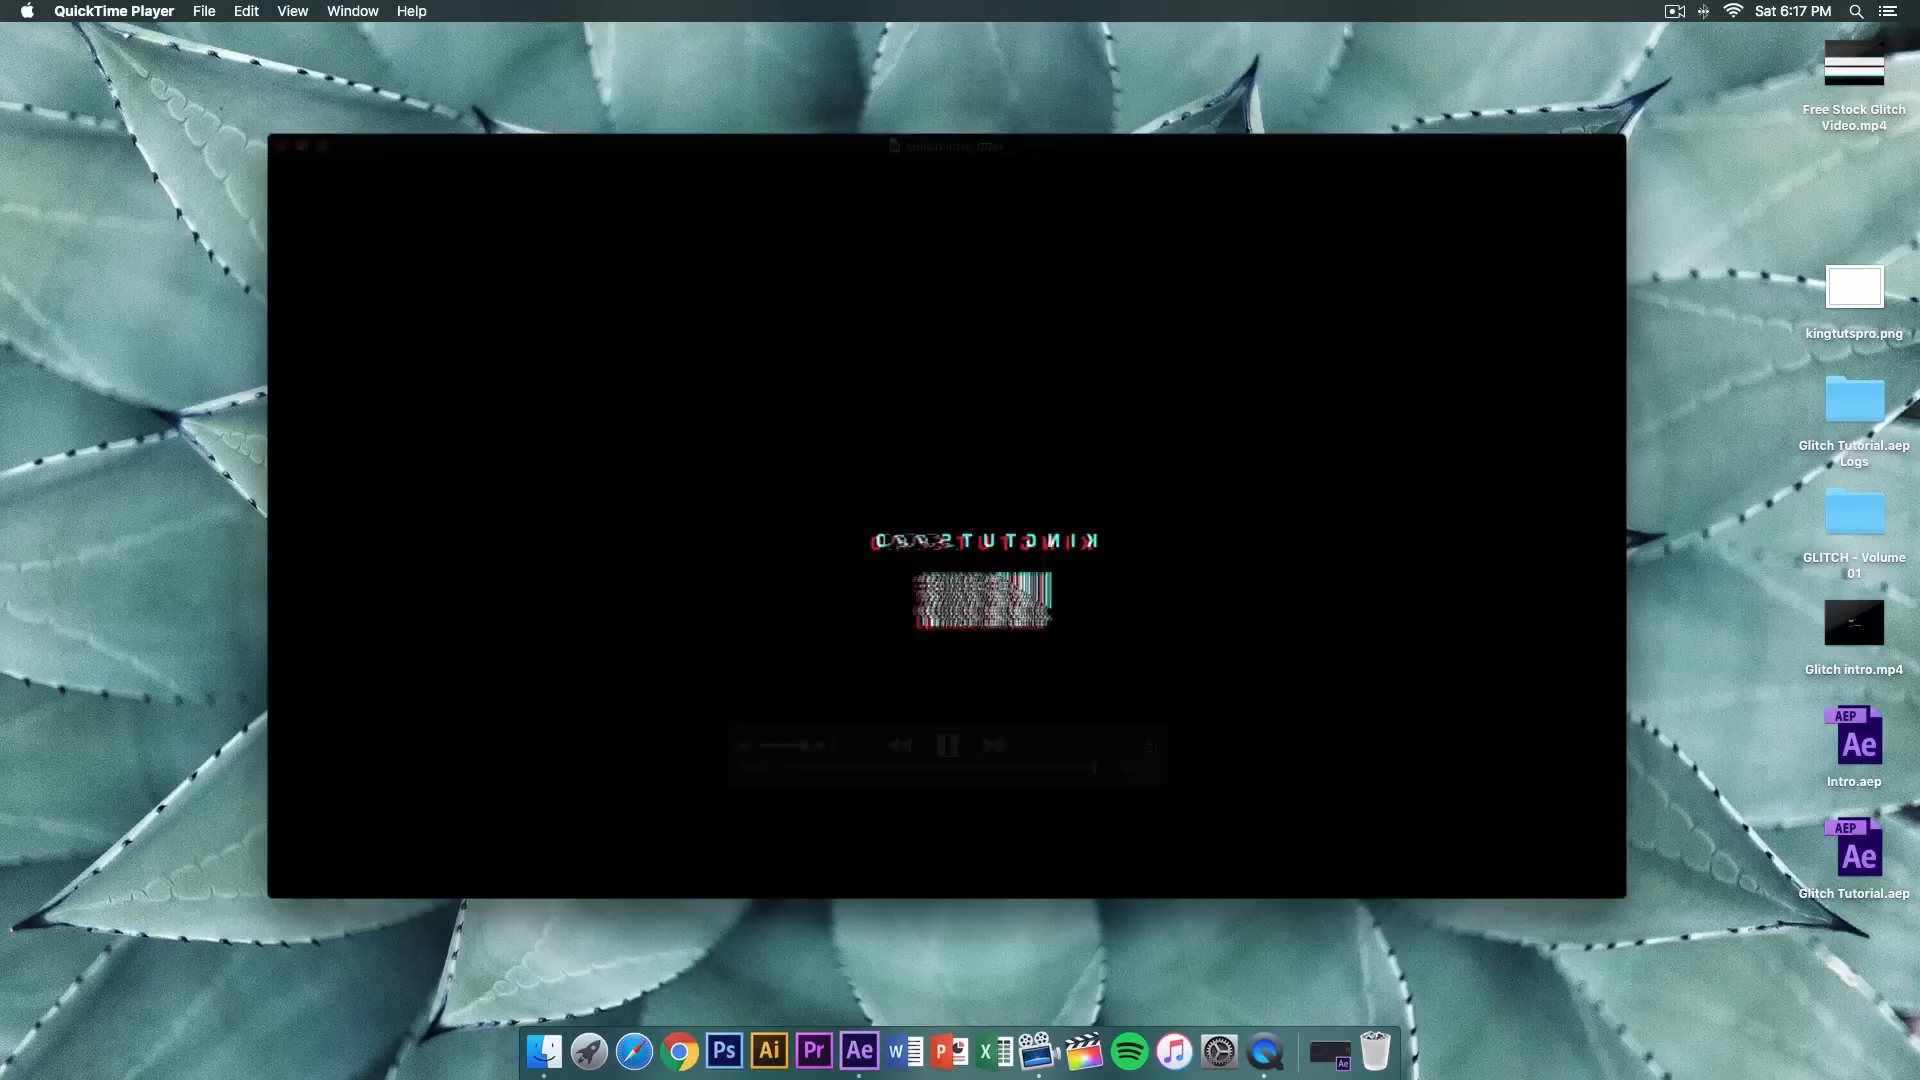 QuickTime Player File Edit View Window Help Sat 6:17 PM
Free Stock Glitch
Video.mp4
kingtutspro.png
Glitch Tutorial.aep
Logs
GLITCH - Volume
01
Glitch intro.mp4
AEP
Ae
Intro.aep
AEP
Ae
Glitch Tutorial.aep
Ps Ai Pr Ae W P X Ae